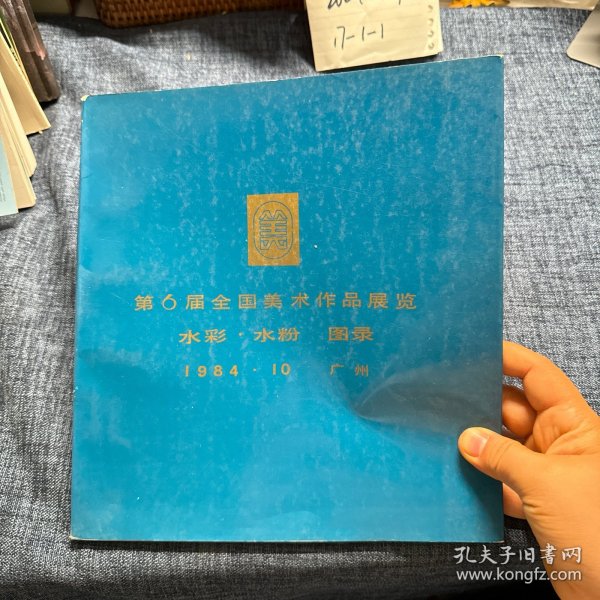 17-1-1
第6届全国美术作品展览
水彩·水粉 图录
1984·10 广州
孔夫子旧书网
www.kongfz.com